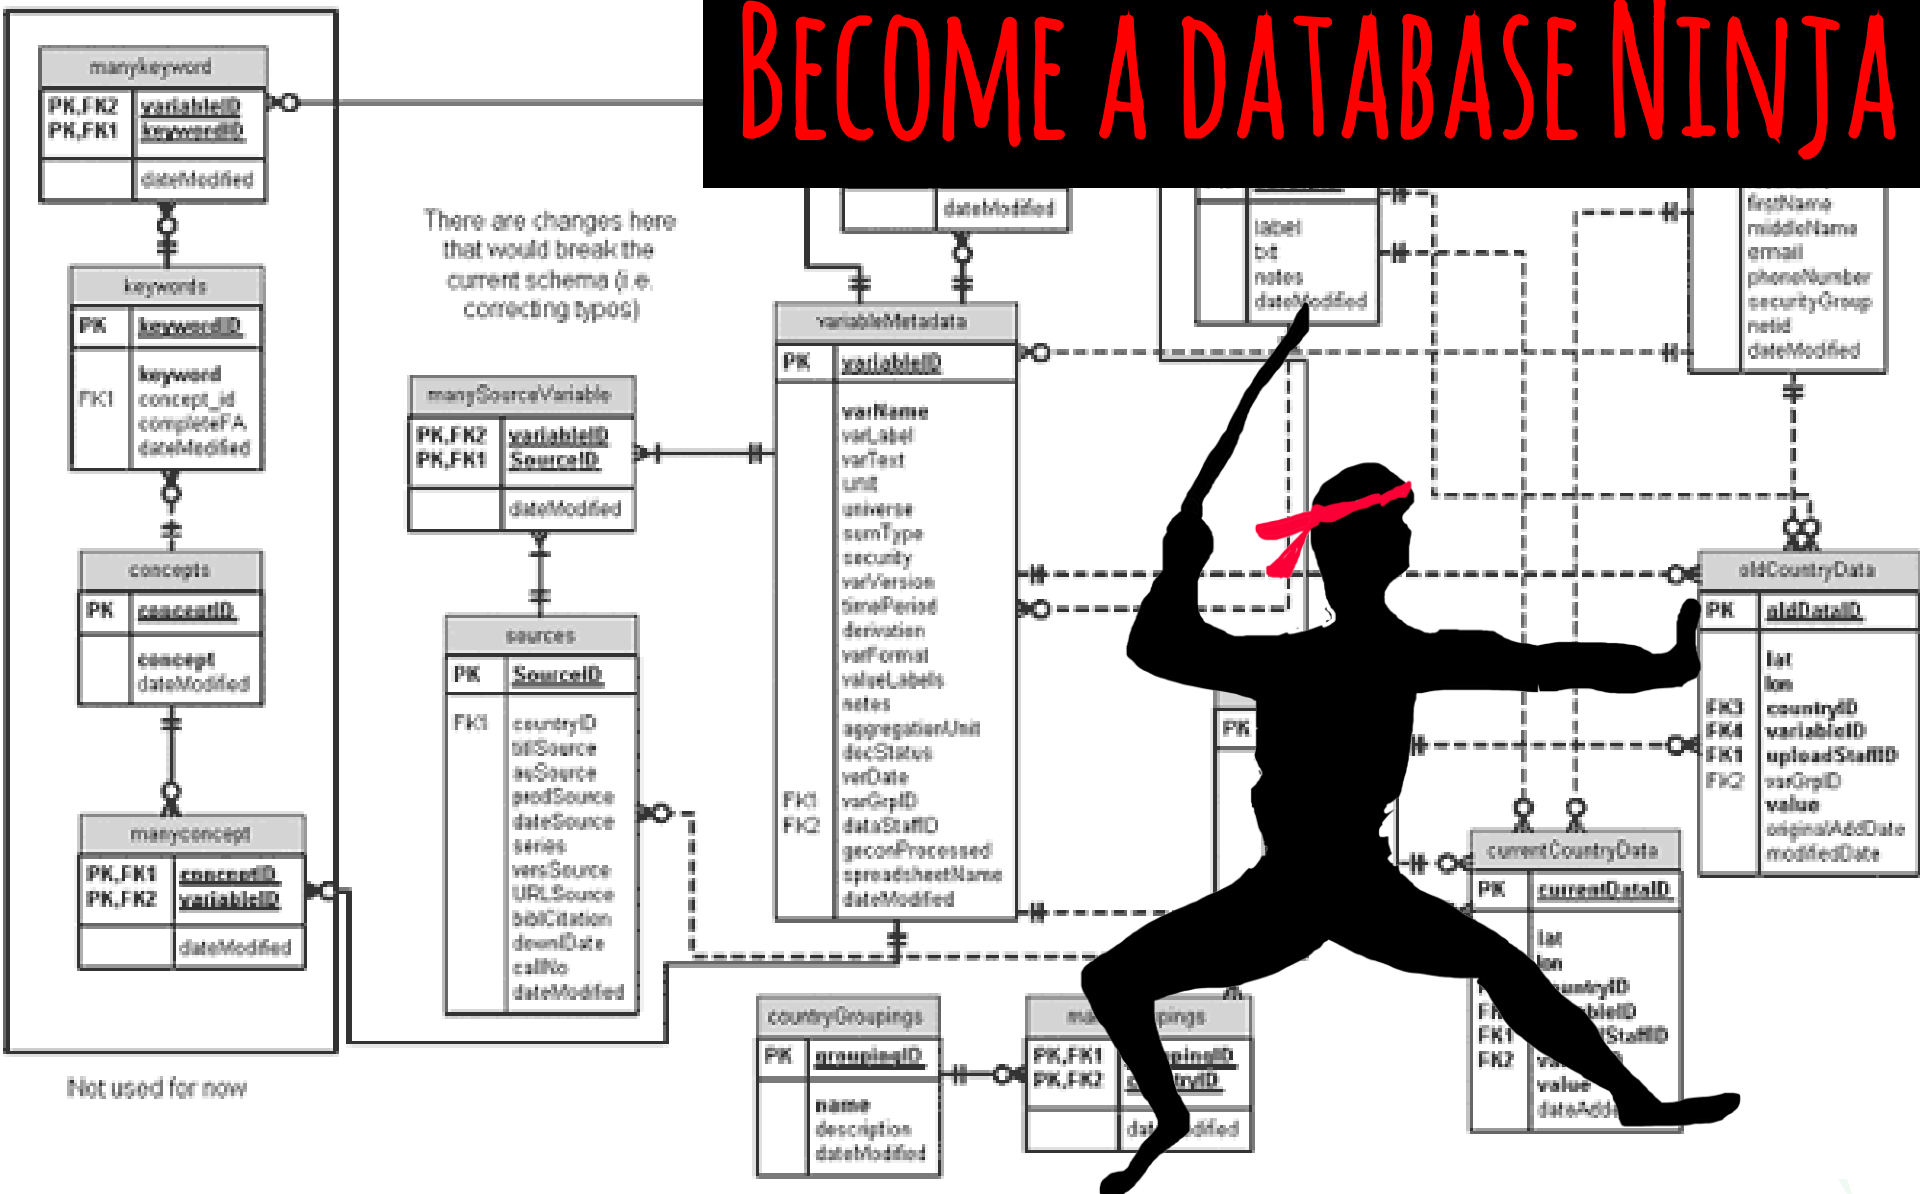 BECOME A DATABASE NINJA
manykeyword
PK,FK2 variableID
PK,FK1 keywordID
dateModified
keywords
PK keywordID
keyword
FK1 concept_id
completeFA
dateModified
concepts
PK conceptID
concept
dateModified
manyconcept
PK,FK1 conceptID
PK,FK2 variableID
dateModified
Not used for now
There are changes here
that would break the
current schema (i.e.
correcting typos)
manySourceVariable
PK,FK2 variableID
PK,FK1 SourceID
dateModified
sources
PK SourceID
FK1 countryID
titlSource
auSource
prodSource
dateSource
series
versSource
URLSource
biblCitation
downlDate
callNo
dateModified
dateModified
variableMetadata
PK variableID
varName
varLabel
varText
unit
universe
sumType
security
varVersion
timePeriod
derivation
varFormat
valueLabels
notes
aggregationUnit
decStatus
verDate
FK1 varGrpID
FK2 dataStaffID
geconProcessed
spreadsheetName
dateModified
countryGroupings
PK groupingID
name
description
dateModified
PK,FK1
PK,FK2
label
txt
notes
dateModified
PK
firstName
middleName
email
phoneNumber
securityGroup
netid
dateModified
oldCountryData
PK oldDataID
lat
lon
FK3 countryID
FK4 variableID
FK1 uploadStaffID
FK2 varGrpID
value
originalAddDate
modifiedDate
currentCountryData
PK currentDataID
lat
lon
FK1
FK2
value